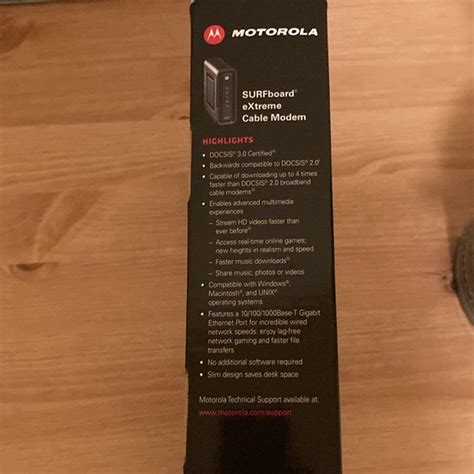 MOTOROLA
SURFboard®
eXtreme
Cable Modem
HIGHLIGHTS
• DOCSIS® 3.0 Certified
• Backwards compatible to DOCSIS® 2.0
• Capable of downloading up to 4 times
faster than DOCSIS® 2.0 broadband
cable modems
• Enables advanced multimedia
experiences
– Stream HD videos faster than
ever before
– Access real-time online games;
new heights in realism and speed
– Faster music downloads
– Share music, photos or videos
• Compatible with Windows®,
Macintosh®, and UNIX®
operating systems
• Features a 10/100/1000Base-T Gigabit
Ethernet Port for incredible wired
network speeds: enjoy lag-free
network gaming and faster file
transfers
• No additional software required
• Slim design saves desk space
Motorola Technical Support available at:
www.motorola.com/support